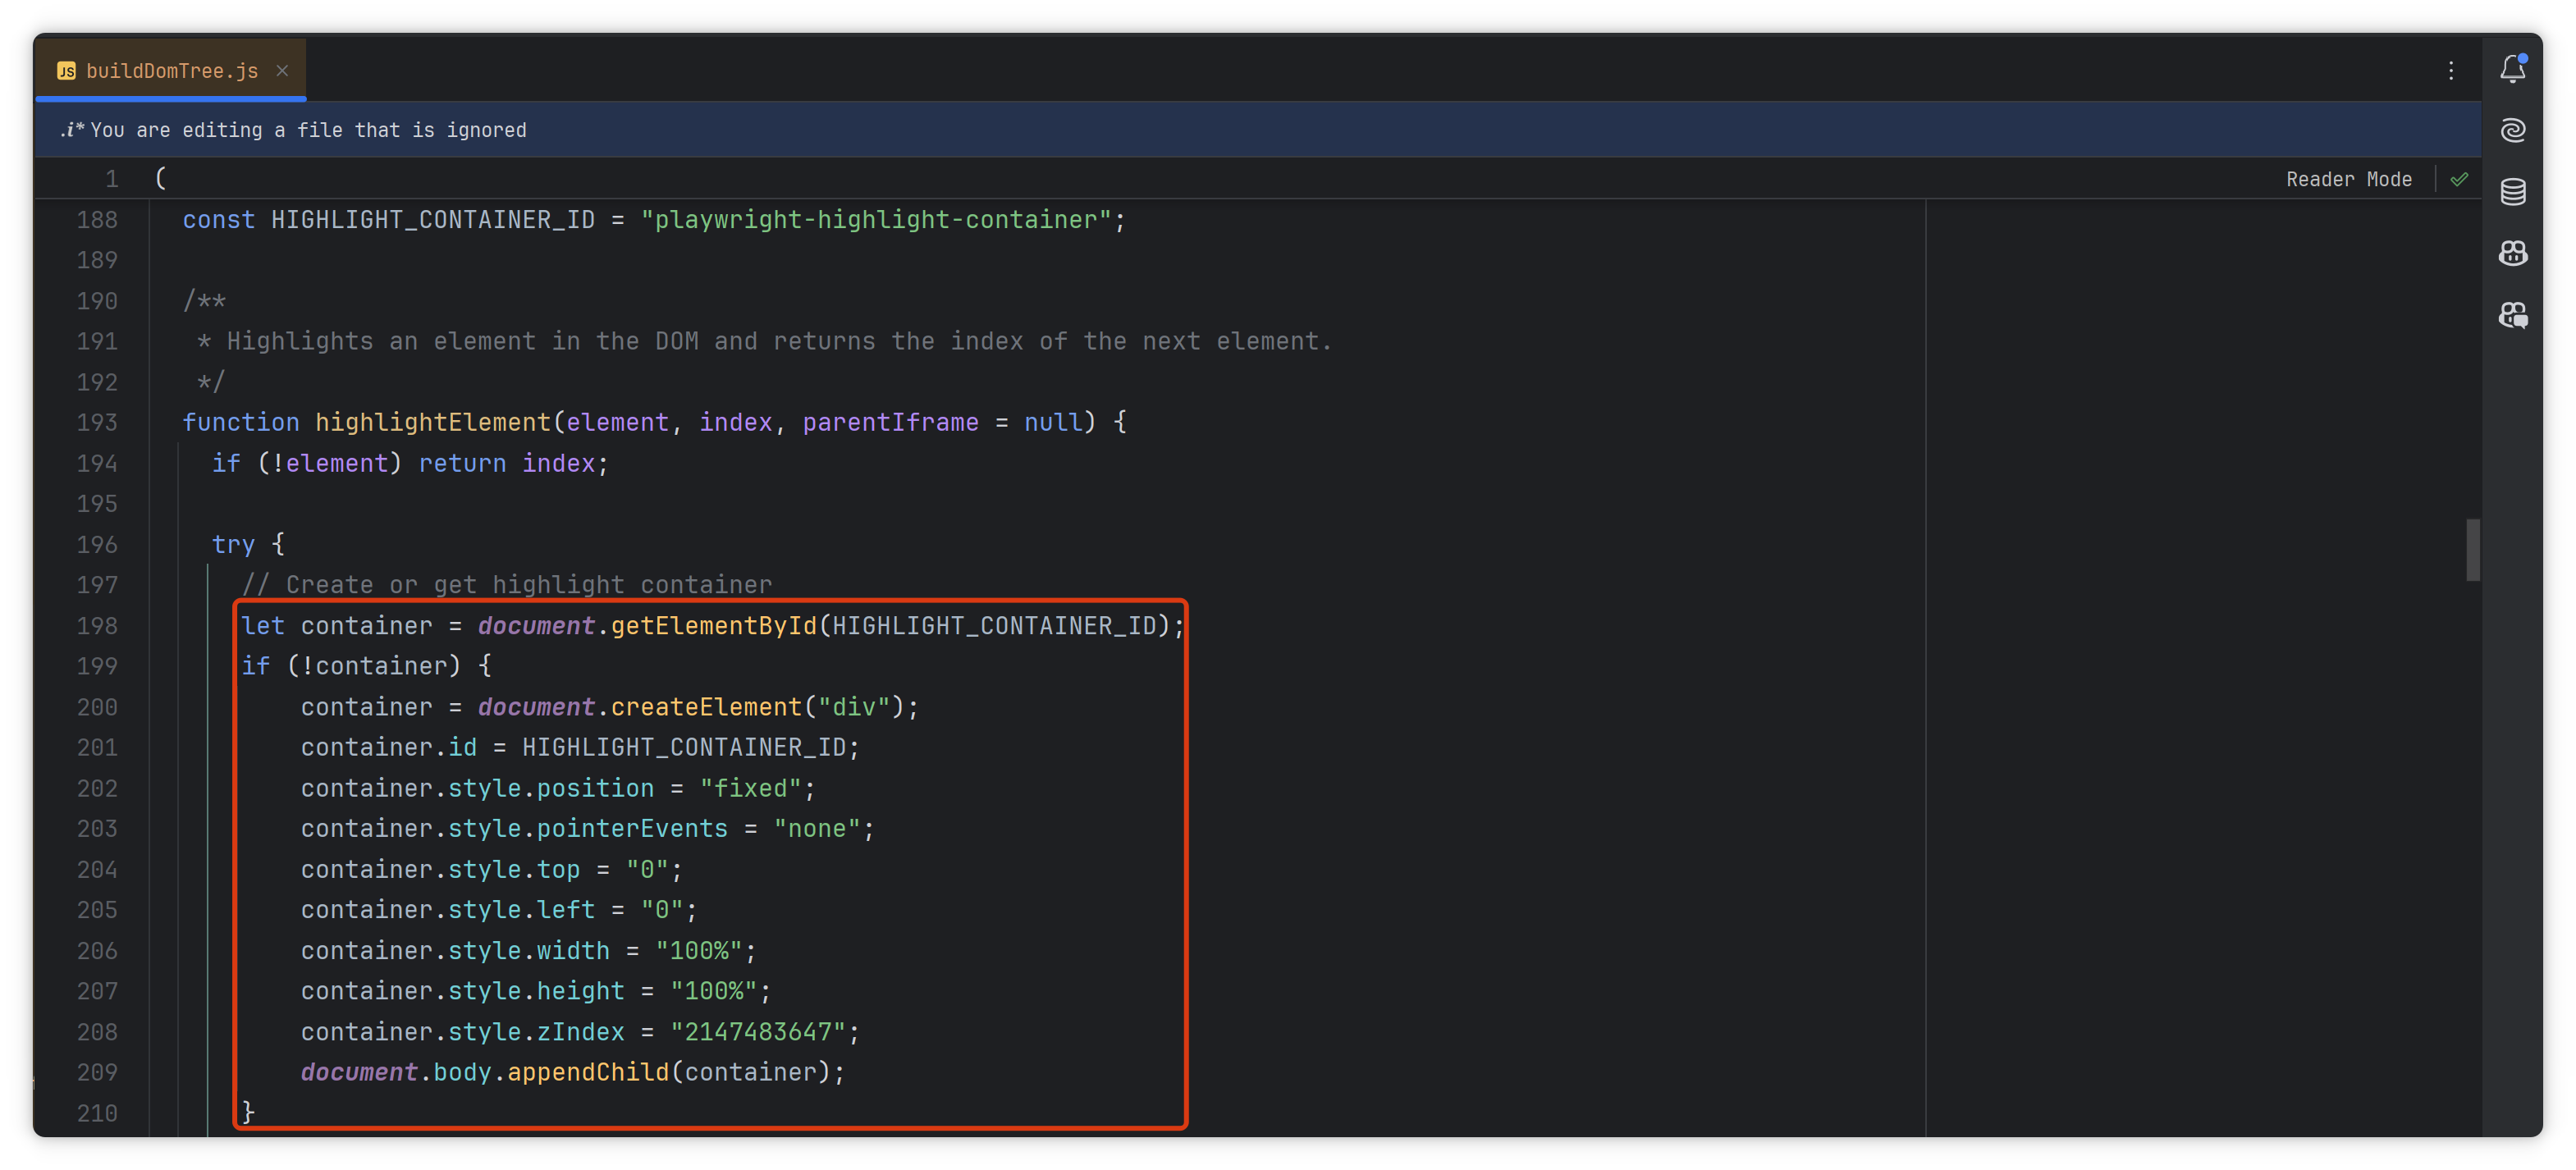 JS buildDomTree.js ×
.i* You are editing a file that is ignored
1 (
Reader Mode
188 const HIGHLIGHT_CONTAINER_ID = "playwright-highlight-container";
189
190 /**
191  * Highlights an element in the DOM and returns the index of the next element.
192  */
193 function highlightElement(element, index, parentIframe = null) {
194   if (!element) return index;
195
196   try {
197     // Create or get highlight container
198     let container = document.getElementById(HIGHLIGHT_CONTAINER_ID);
199     if (!container) {
200         container = document.createElement("div");
201         container.id = HIGHLIGHT_CONTAINER_ID;
202         container.style.position = "fixed";
203         container.style.pointerEvents = "none";
204         container.style.top = "0";
205         container.style.left = "0";
206         container.style.width = "100%";
207         container.style.height = "100%";
208         container.style.zIndex = "2147483647";
209         document.body.appendChild(container);
210     }